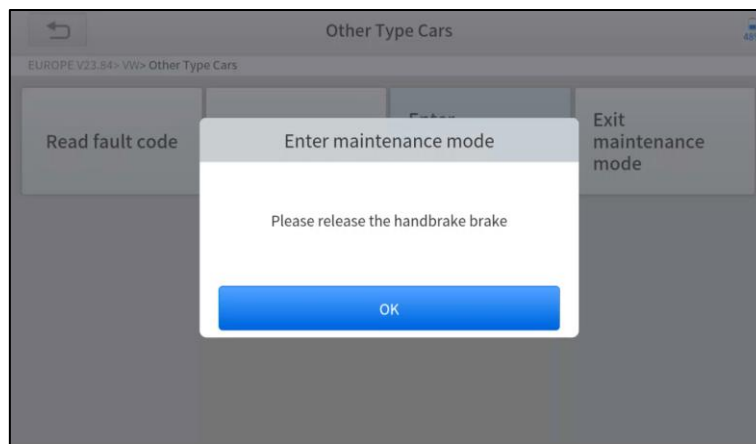 Other Type Cars
EUROPE V23.84> VW> Other Type Cars
Read fault code
Enter maintenance mode
Please release the handbrake brake
OK
Exit
maintenance
mode